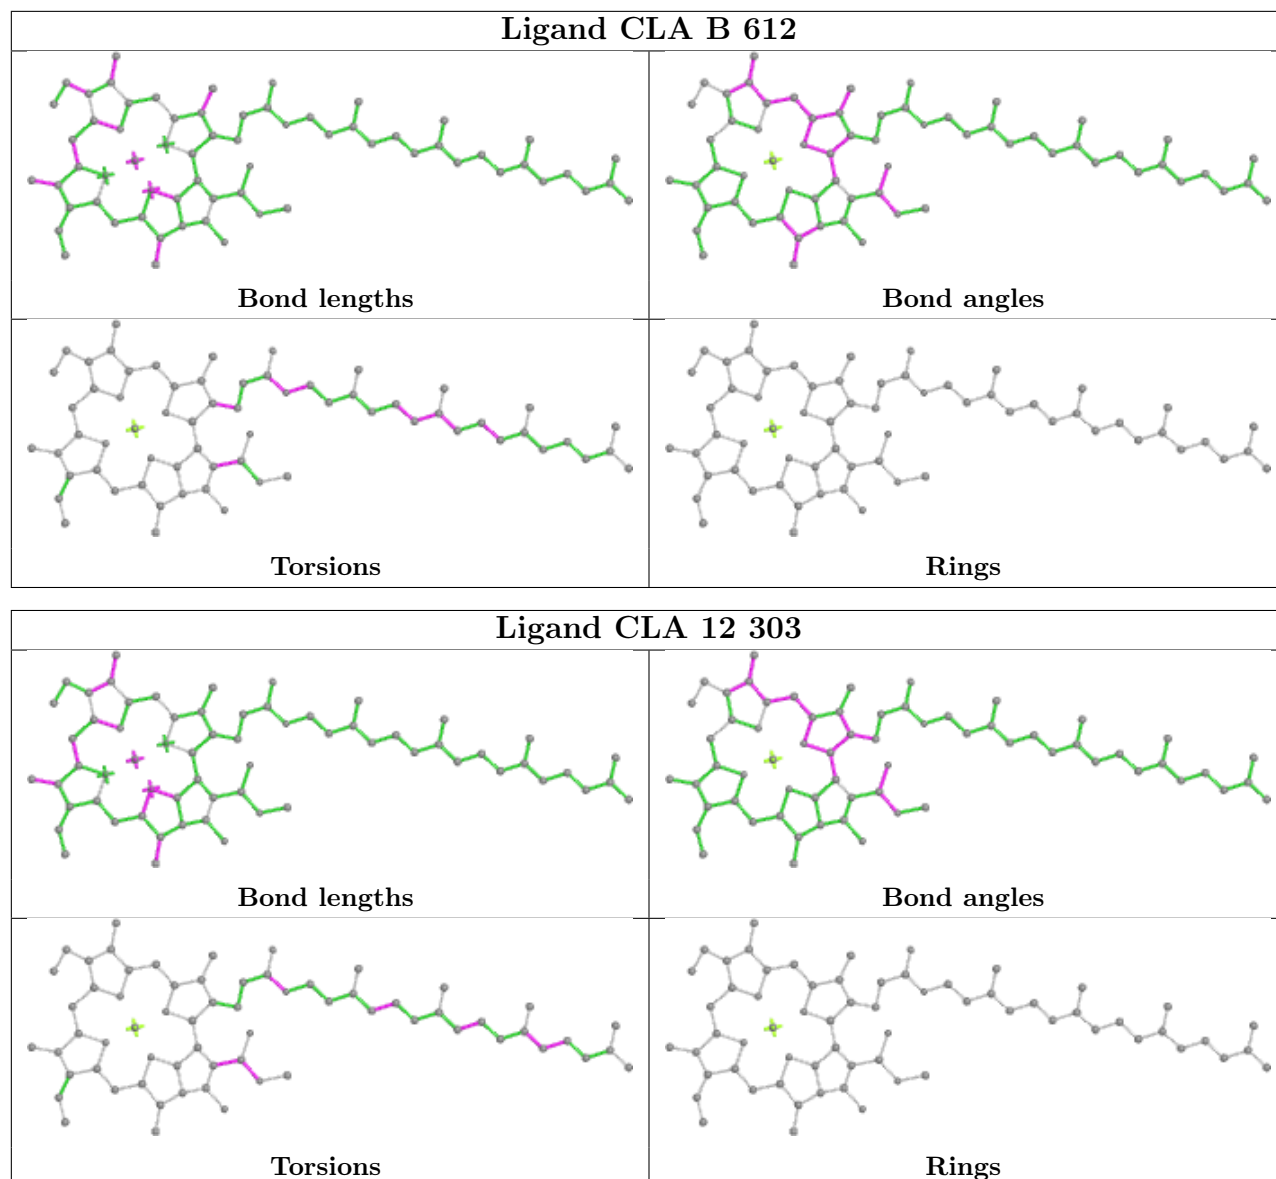 Ligand CLA B 612
Bond lengths
Bond angles
Torsions
Rings
Ligand CLA 12 303
Bond lengths
Bond angles
Torsions
Rings